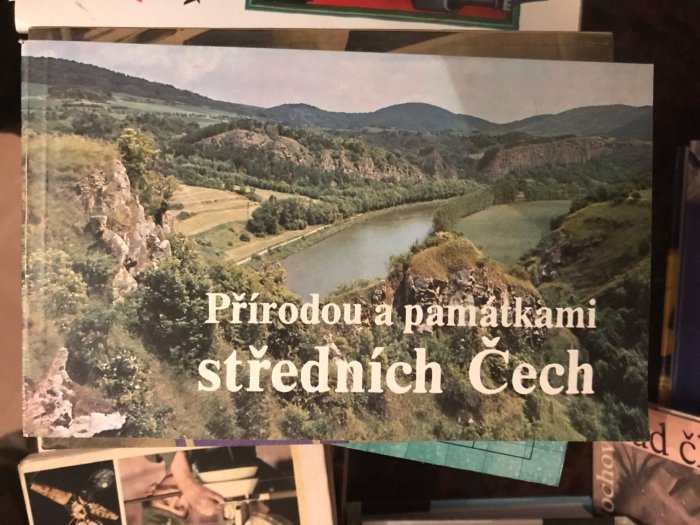 Přírodou a památkami
středních Čech